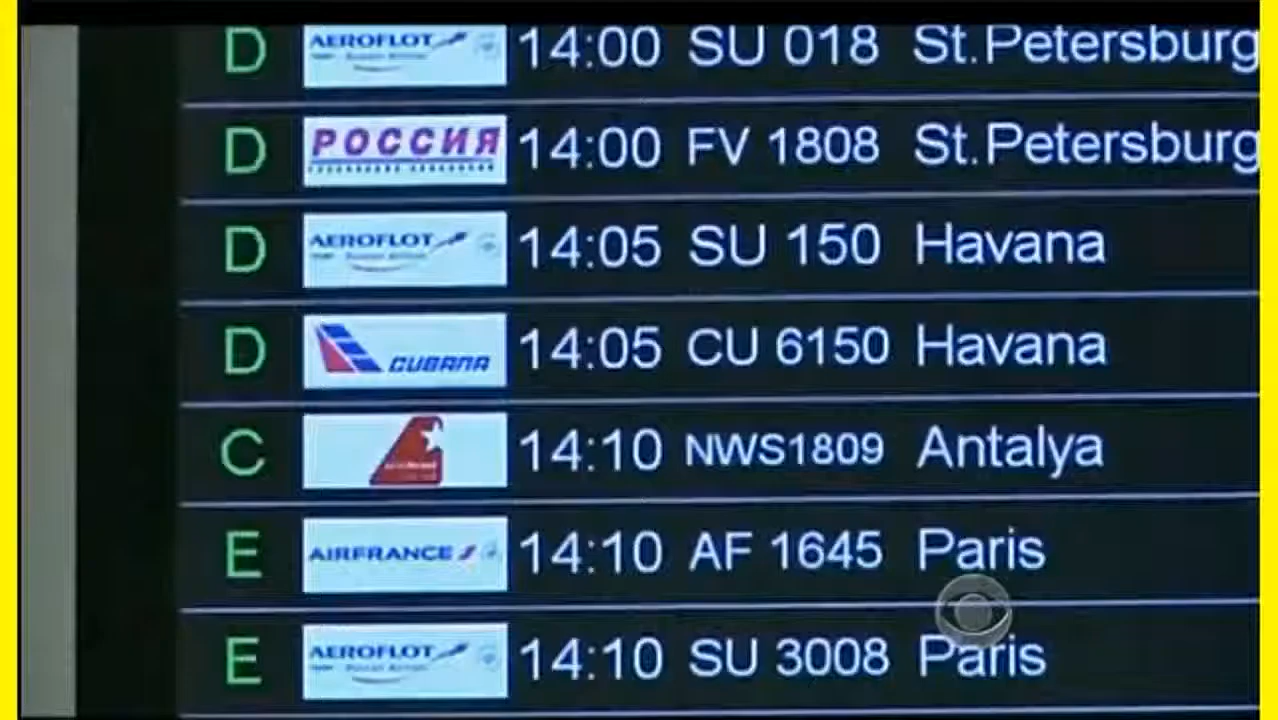 D AEROFLOT 14:00 SU 018 St.Petersburg
D РОССИЯ 14:00 FV 1808 St.Petersburg
D AEROFLOT 14:05 SU 150 Havana
D CUBANA 14:05 CU 6150 Havana
C 14:10 NWS1809 Antalya
E AIRFRANCE 14:10 AF 1645 Paris
E AEROFLOT 14:10 SU 3008 Paris